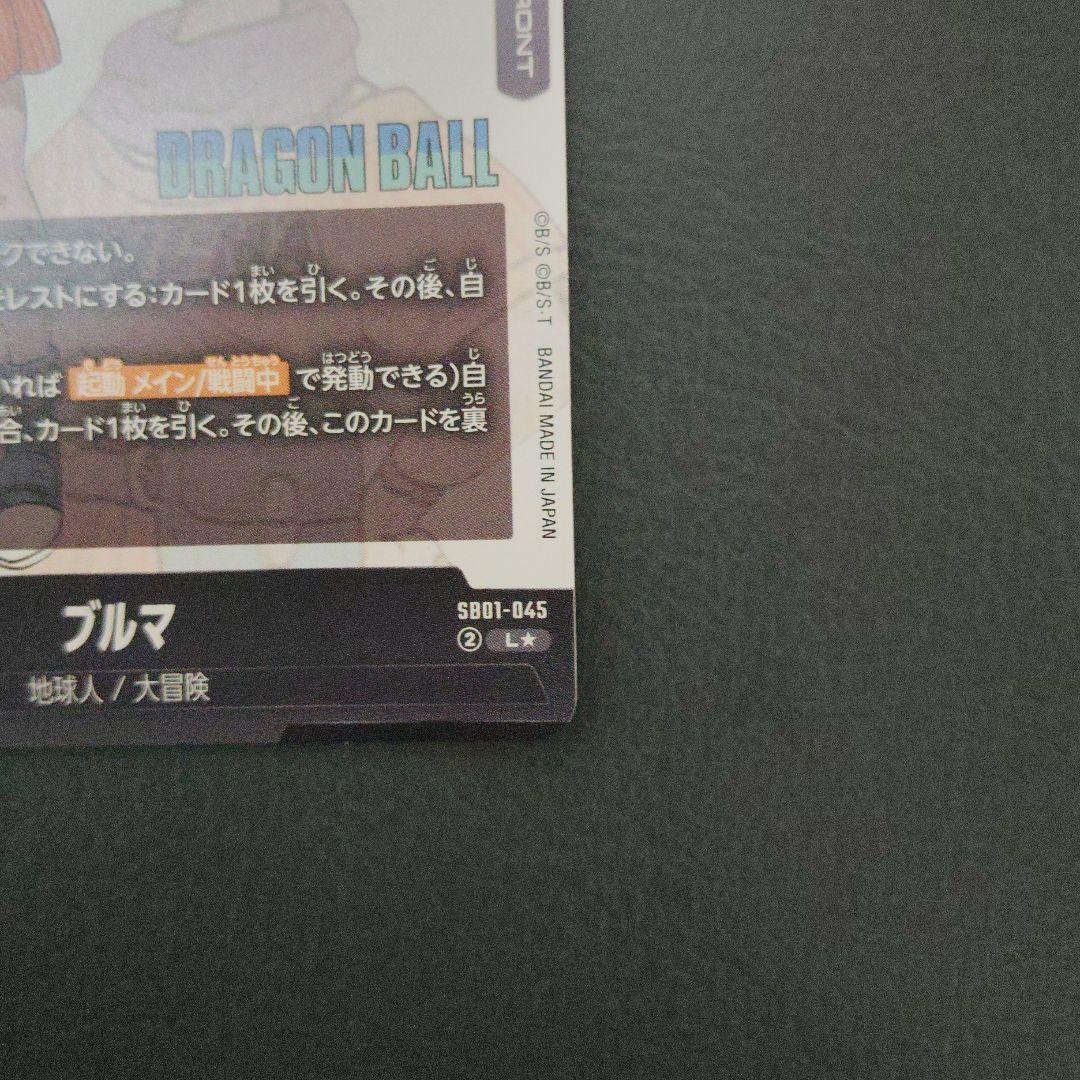 RONT
DRAGON BALL
クできない。
レストにする:カード1枚を引く。その後、自
いれば 起動メイン/戦闘中 で発動できる)自
合、カード1枚を引く。その後、このカードを裏
©B/S ©B/S・T BANDAI MADE IN JAPAN
ブルマ
SB01-045
② L★
地球人 / 大冒険